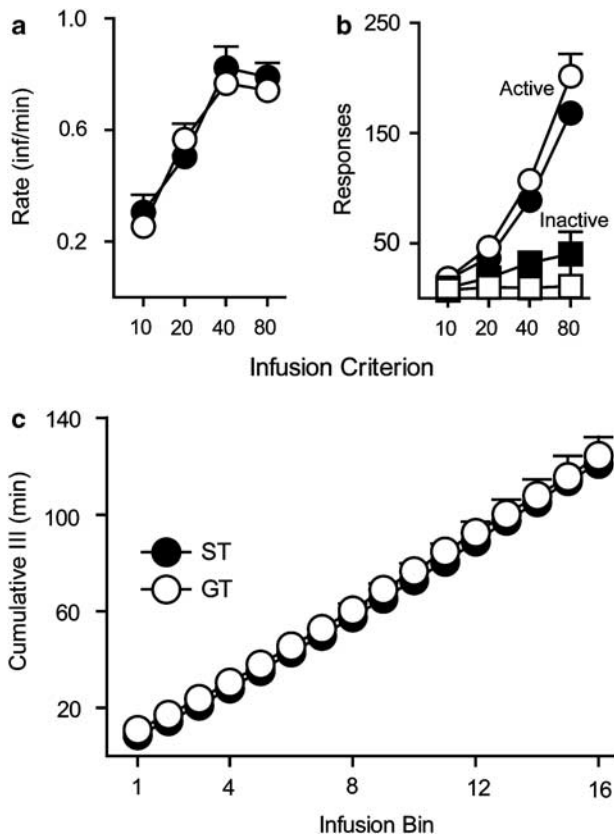 a
1.0
0.6
0.2
Rate (inf/min)
10 20 40 80
b
250
150
50
Responses
Active
Inactive
10 20 40 80
Infusion Criterion
c
140
100
60
20
Cumulative III (min)
ST
GT
1 4 8 12 16
Infusion Bin